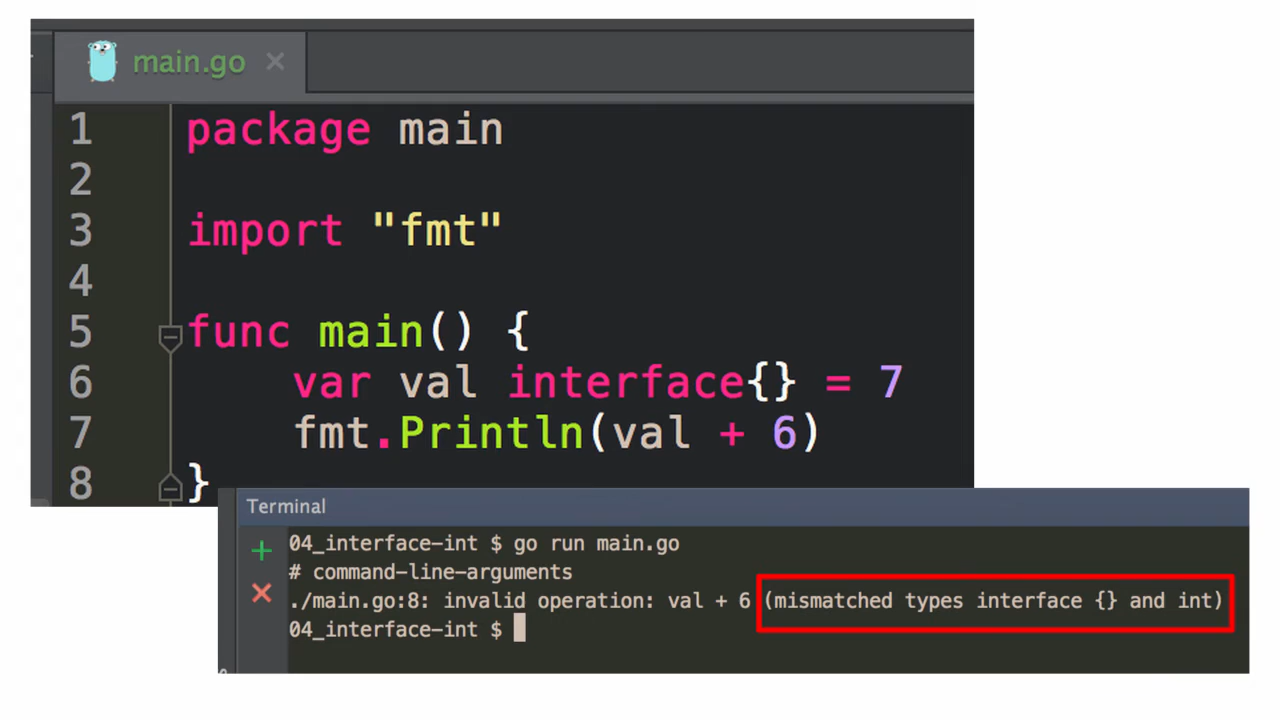 main.go ×
1 package main
2
3 import "fmt"
4
5 func main() {
6     var val interface{} = 7
7     fmt.Println(val + 6)
8 }
Terminal
04_interface-int $ go run main.go
# command-line-arguments
./main.go:8: invalid operation: val + 6 (mismatched types interface {} and int)
04_interface-int $